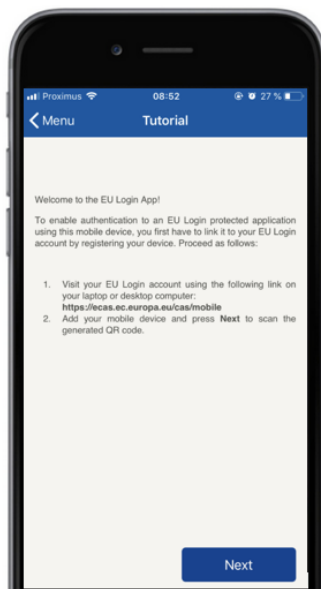 Proximus 08:52 27 %
Menu Tutorial
Welcome to the EU Login App!
To enable authentication to an EU Login protected application
using this mobile device, you first have to link it to your EU Login
account by registering your device. Proceed as follows:
1. Visit your EU Login account using the following link on
your laptop or desktop computer:
https://ecas.ec.europa.eu/cas/mobile
2. Add your mobile device and press Next to scan the
generated QR code.
Next